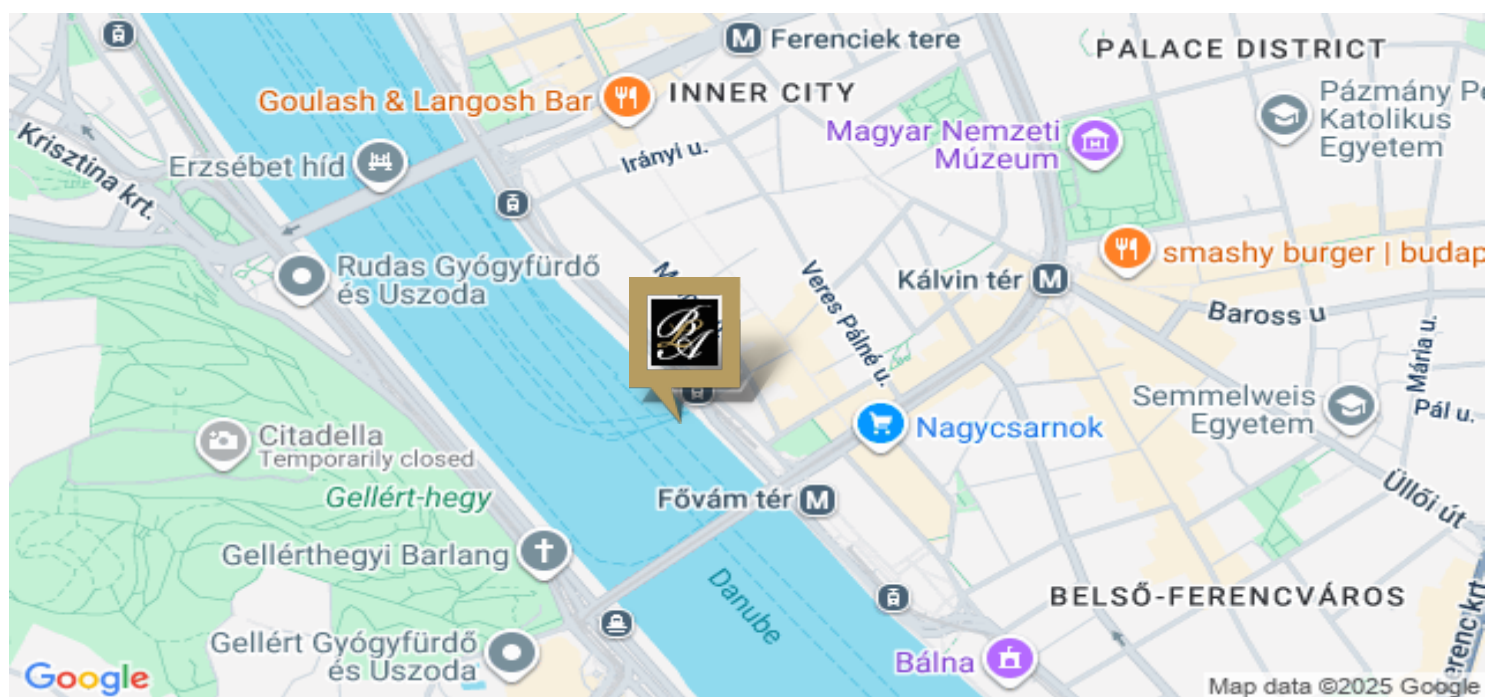 Ferenciek tere
PALACE DISTRICT
Goulash & Langosh Bar
INNER CITY
Pázmány Pé
Katolikus
Egyetem
Krisztina krt.
Erzsébet híd
Irányi u.
Magyar Nemzeti
Múzeum
Rudas Gyógyfürdő
és Uszoda
Veres Pálné u.
Kálvin tér
smashy burger | budap
Baross u
Mária u.
Semmelweis
Egyetem
Pál u.
Citadella
Temporarily closed
Nagycsarnok
Gellért-hegy
Fővám tér
Üllői út
Gellérthegyi Barlang
Danube
BELSŐ-FERENCVÁROS
Gellért Gyógyfürdő
és Uszoda
Bálna
Ferenc krt.
Google
Map data ©2025 Google